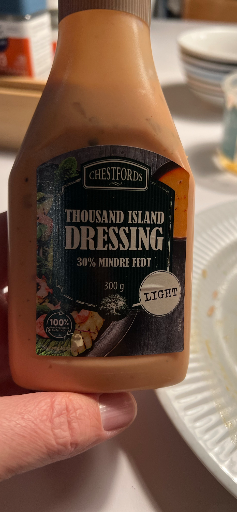 CHESTFORDS
THOUSAND ISLAND
DRESSING
30% MINDRE FEDT
300 g
LIGHT
100%